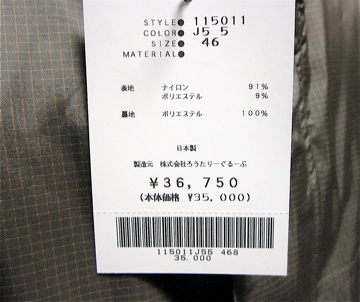 STYLE● 115011
COLOR● J5 5
SIZE● 46
MATERIAL●
表地 ナイロン 91%
ポリエステル 9%
裏地 ポリエステル 100%
日本製
製造元 株式会社ろうたりーぐるーぷ
¥36,750
(本体価格 ¥35,000)
115011J55 468
35.000